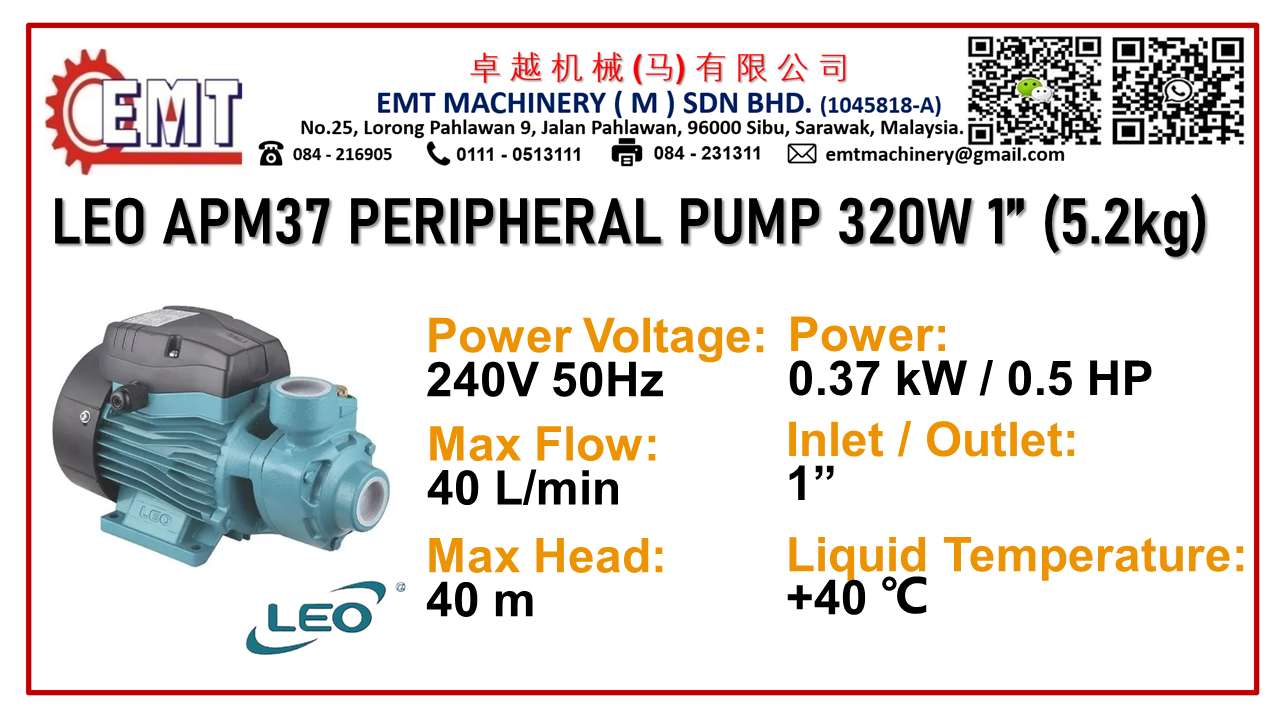 EMT
卓越机械(马)有限公司
EMT MACHINERY ( M ) SDN BHD. (1045818-A)
No.25, Lorong Pahlawan 9, Jalan Pahlawan, 96000 Sibu, Sarawak, Malaysia.
084 - 216905 0111 - 0513111 084 - 231311 emtmachinery@gmail.com
LEO APM37 PERIPHERAL PUMP 320W 1” (5.2kg)
Power Voltage: Power:
240V 50Hz 0.37 kW / 0.5 HP
Max Flow: Inlet / Outlet:
40 L/min 1”
Max Head: Liquid Temperature:
40 m +40 ℃
LEO
LEO